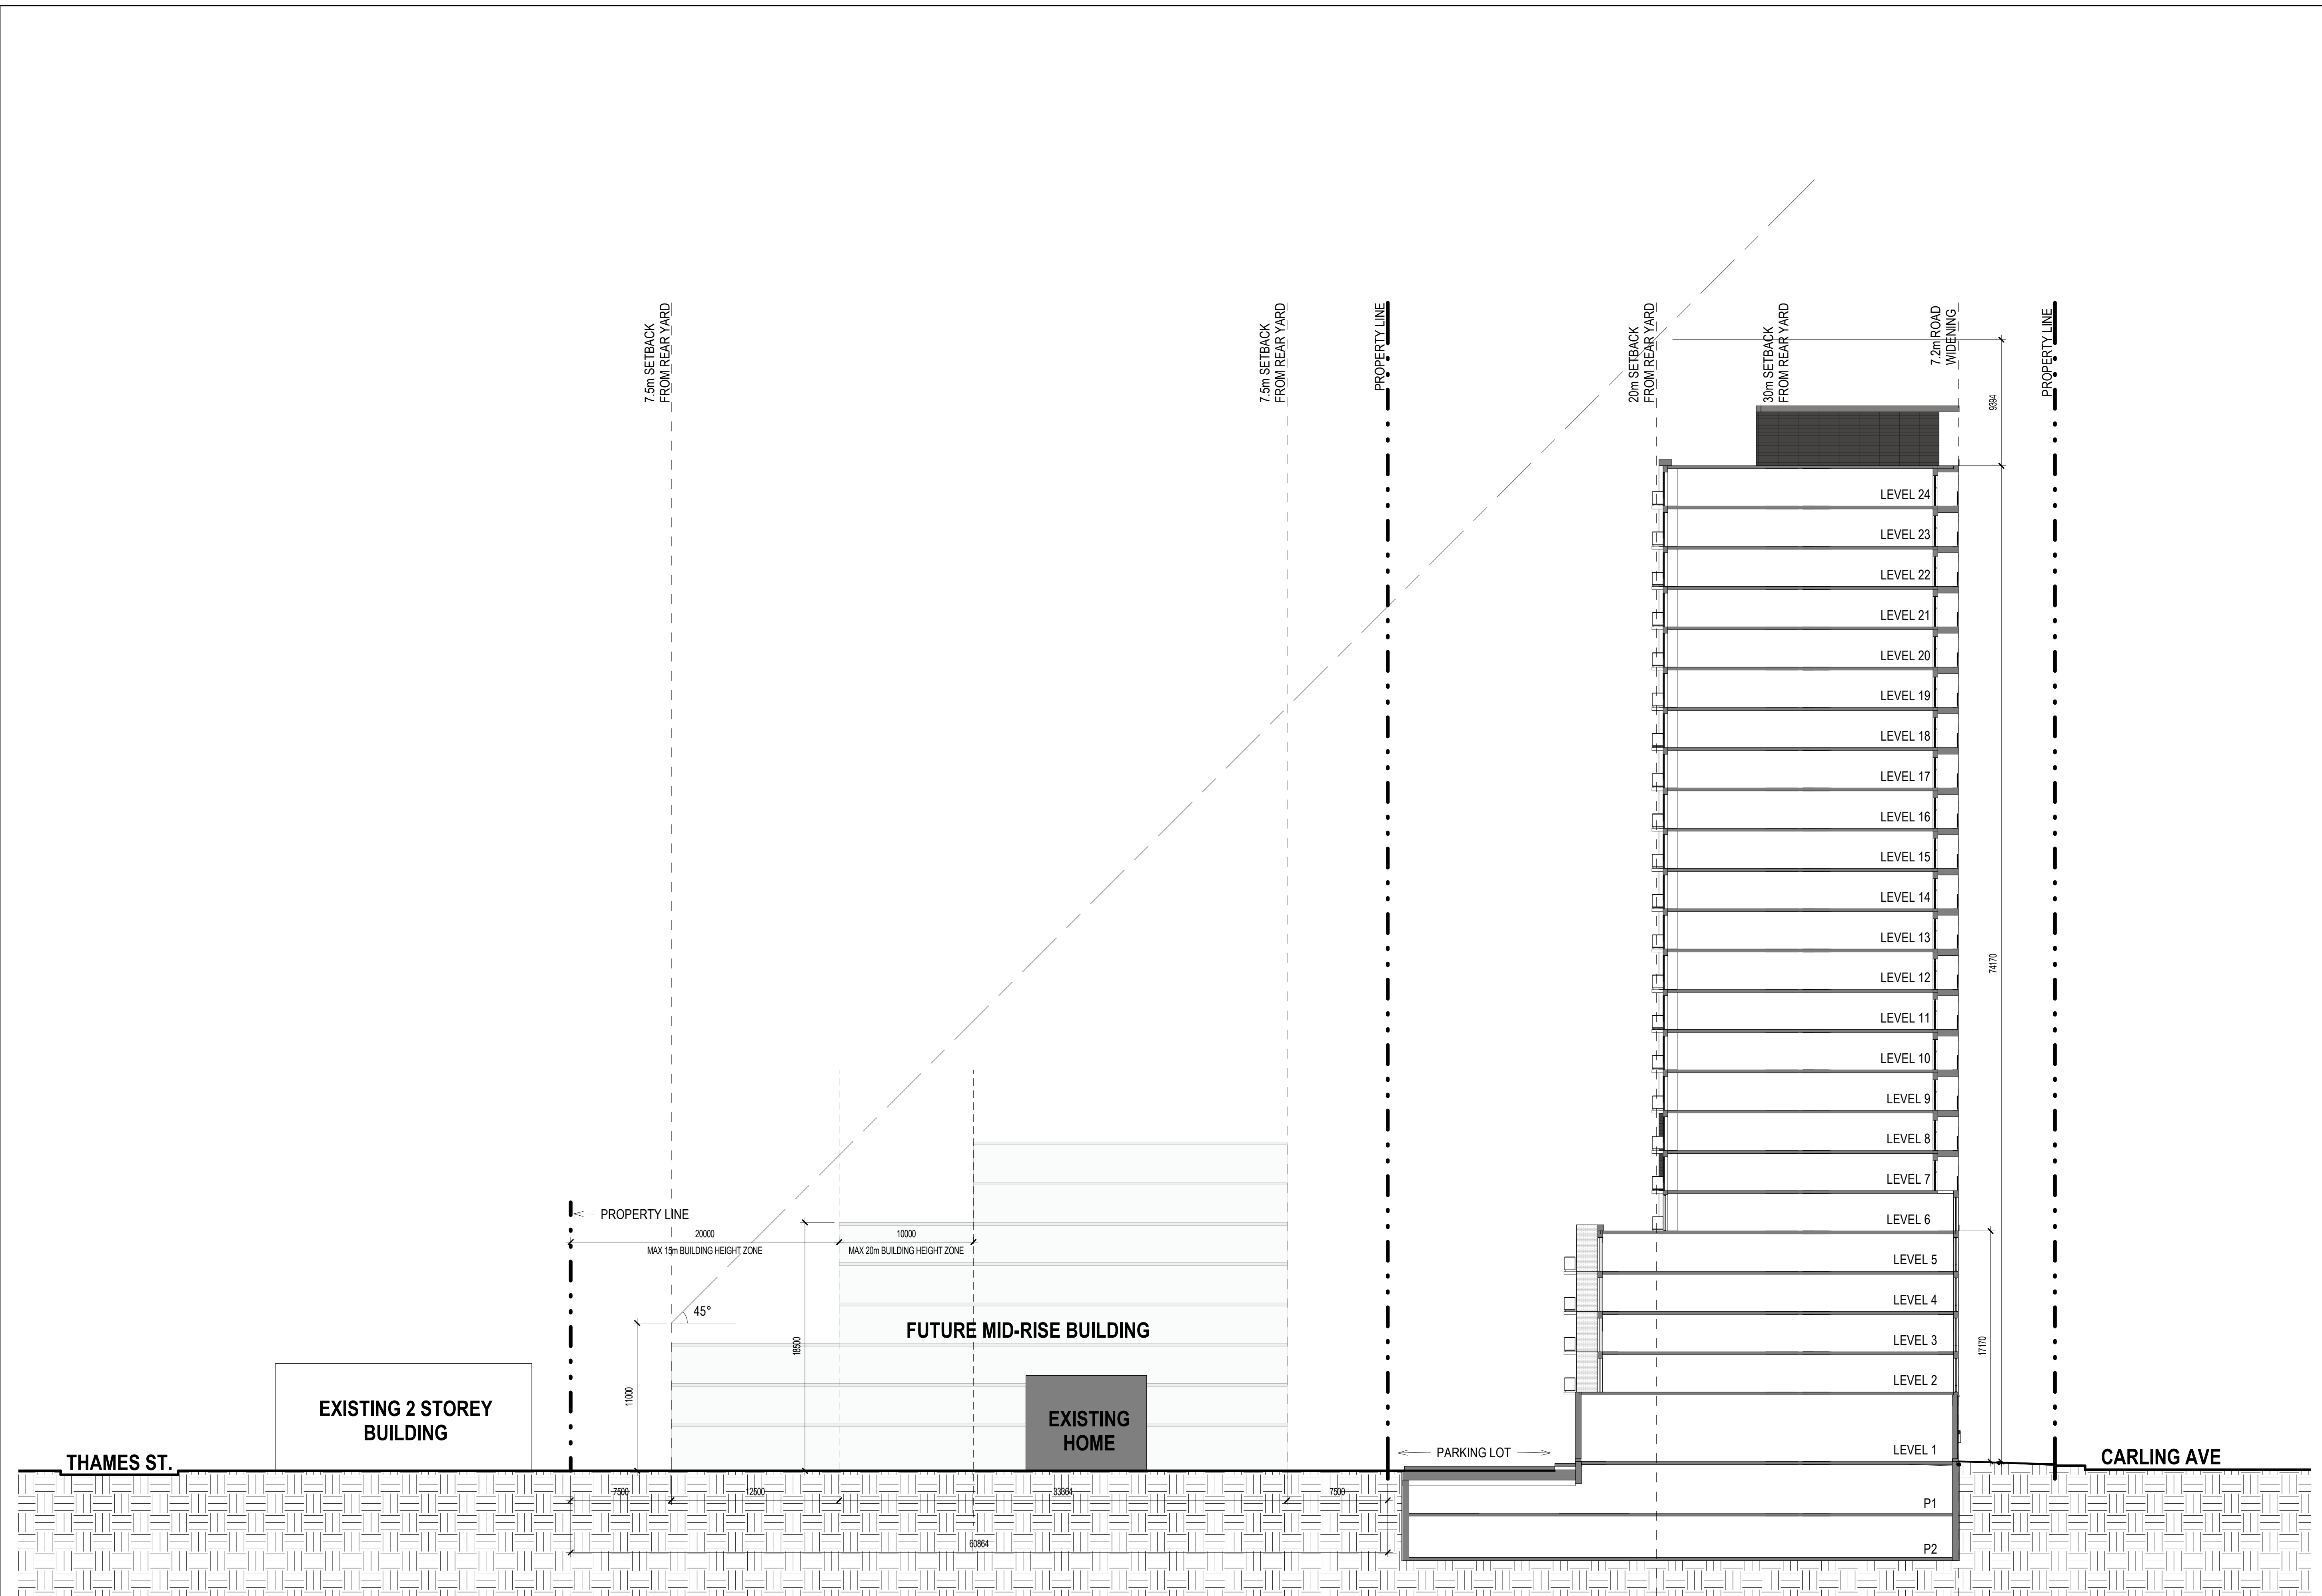 7.5m SETBACK
FROM REAR YARD
7.5m SETBACK
FROM REAR YARD
PROPERTY LINE
20m SETBACK
FROM REAR YARD
30m SETBACK
FROM REAR YARD
7.2m ROAD
WIDENING
PROPERTY LINE
9394
LEVEL 24
LEVEL 23
LEVEL 22
LEVEL 21
LEVEL 20
LEVEL 19
LEVEL 18
LEVEL 17
LEVEL 16
LEVEL 15
LEVEL 14
LEVEL 13
LEVEL 12
LEVEL 11
LEVEL 10
LEVEL 9
LEVEL 8
LEVEL 7
LEVEL 6
LEVEL 5
LEVEL 4
LEVEL 3
LEVEL 2
LEVEL 1
P1
P2
74170
17170
PROPERTY LINE
20000
MAX 15m BUILDING HEIGHT ZONE
10000
MAX 20m BUILDING HEIGHT ZONE
45°
18500
11000
FUTURE MID-RISE BUILDING
EXISTING 2 STOREY
BUILDING
EXISTING
HOME
PARKING LOT
THAMES ST.
CARLING AVE
7500
12500
33364
7500
60864